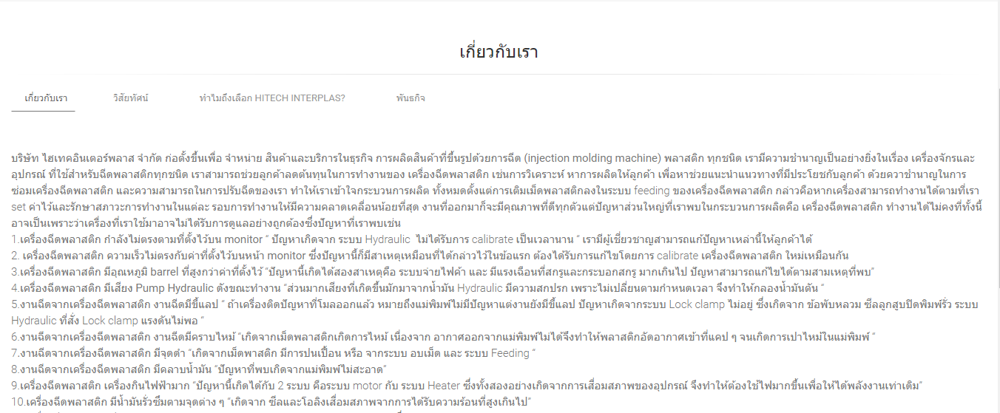 เกี่ยวกับเรา
เกี่ยวกับเรา วิสัยทัศน์ ทำไมถึงเลือก HITECH INTERPLAS? พันธกิจ
บริษัท ไฮเทคอินเตอร์พลาส จำกัด ก่อตั้งขึ้นเพื่อ จำหน่าย สินค้าและบริการในธุรกิจ การผลิตสินค้าที่ขึ้นรูปด้วยการฉีด (injection molding machine) พลาสติก ทุกชนิด เรามีความชำนาญเป็นอย่างยิ่งในเรื่อง เครื่องจักรและ
อุปกรณ์ ที่ใช้สำหรับฉีดพลาสติกทุกชนิด เราสามารถช่วยลูกค้าลดต้นทุนในการทำงานของ เครื่องฉีดพลาสติก เช่นการวิเคราะห์ หาการผลิตให้ลูกค้า เพื่อหาช่วยแนะนำแนวทางที่มีประโยชกับลูกค้า ด้วยควาชำนาญในการ
ซ่อมเครื่องฉีดพลาสติก และความสามารถในการปรับฉีดของเรา ทำให้เราเข้าใจกระบวนการผลิต ทั้งหมดตั้งแต่การเติมเม็ดพลาสติกลงในระบบ feeding ของเครื่องฉีดพลาสติก กล่าวคือหากเครื่องสามารถทำงานได้ตามที่เรา
set ค่าไว้และรักษาสภาวะการทำงานในแต่ละ รอบการทำงานให้มีความคลาดเคลื่อนน้อยที่สุด งานที่ออกมาก็จะมีคุณภาพที่ดีทุกตัวแต่ปัญหาส่วนใหญ่ที่เราพบในกระบวนการผลิตคือ เครื่องฉีดพลาสติก ทำงานได้ไม่คงที่ทั้งนี้
อาจเป็นเพราะว่าเครื่องที่เราใช้มาอาจไม่ได้รับการดูแลอย่างถูกต้องซึ่งปัญหาที่เราพบเช่น
1.เครื่องฉีดพลาสติก กำลังไม่ตรงตามที่ตั้งไว้บน monitor “ ปัญหาเกิดจาก ระบบ Hydraulic ไม่ได้รับการ calibrate เป็นเวลานาน “ เรามีผู้เชี่ยวชาญสามารถแก้ปัญหาเหล่านี้ให้ลูกค้าได้
2. เครื่องฉีดพลาสติก ความเร็วไม่ตรงกับค่าที่ตั้งไว้บนหน้า monitor ซึ่งปัญหานี้ก็มีสาเหตุเหมือนที่ได้กล่าวไว้ในข้อแรก ต้องได้รับการแก้ไขโดยการ calibrate เครื่องฉีดพลาสติก ใหม่เหมือนกัน
3.เครื่องฉีดพลาสติก มีอุณหภูมิ barrel ที่สูงกว่าค่าที่ตั้งไว้ “ปัญหานี้เกิดได้สองสาเหตุคือ ระบบจ่ายไฟค้า และ มีแรงเฉือนที่สกรูและกระบอกสกรู มากเกินไป ปัญหาสามารถแก้ไขได้ตามสามเหตุที่พบ”
4.เครื่องฉีดพลาสติก มีเสียง Pump Hydraulic ดังขณะทำงาน “ส่วนมากเสียงที่เกิดขึ้นมักมาจากน้ำมัน Hydraulic มีความสกปรก เพราะไม่เปลี่ยนตามกำหนดเวลา จึงทำให้กลองน้ำมันตัน “
5.งานฉีดจากเครื่องฉีดพลาสติก งานฉีดมีขี้แลป “ ถ้าเครื่องติดปัญหาที่โมลออกแล้ว หมายถึงแม่พิมพ์ไม่มีปัญหาแต่งานยังมีขี้แลป ปัญหาเกิดจากระบบ Lock clamp ไม่อยู่ ซึ่งเกิดจาก ข้อพับหลวม ซีลลูกสูบปิดพิมพ์รั่ว ระบบ
Hydraulic ที่สั่ง Lock clamp แรงดันไม่พอ “
6.งานฉีดจากเครื่องฉีดพลาสติก งานฉีดมีคราบไหม้ “เกิดจากเม็ดพลาสติกเกิดการไหม้ เนื่องจาก อากาศออกจากแม่พิมพ์ไม่ได้จึงทำให้พลาสติกอัดอากาศเข้าที่แคป ๆ จนเกิดการเปาไหม้ในแม่พิมพ์ “
7.งานฉีดจากเครื่องฉีดพลาสติก มีจุดดำ “เกิดจากเม็ดพาสติก มีการปนเปื้อน หรือ จากระบบ อบเม็ด และ ระบบ Feeding “
8.งานฉีดจากเครื่องฉีดพลาสติก มีคลาบน้ำมัน “ปัญหาที่พบเกิดจากแม่พิมพ์ไม่สะอาด”
9.เครื่องฉีดพลาสติก เครื่องกินไฟฟ้ามาก “ปัญหานี้เกิดได้กับ 2 ระบบ คือระบบ motor กับ ระบบ Heater ซึ่งทั้งสองอย่างเกิดจากการเสื่อมสภาพของอุปกรณ์ จึงทำให้ต้องใช้ไฟมากขึ้นเพื่อให้ได้พลังงานเท่าเดิม”
10.เครื่องฉีดพลาสติก มีน้ำมันรั่วซึมตามจุดต่าง ๆ “เกิดจาก ซีลและโอลิงเสื่อมสภาพจากการได้รับความร้อนที่สูงเกินไป”